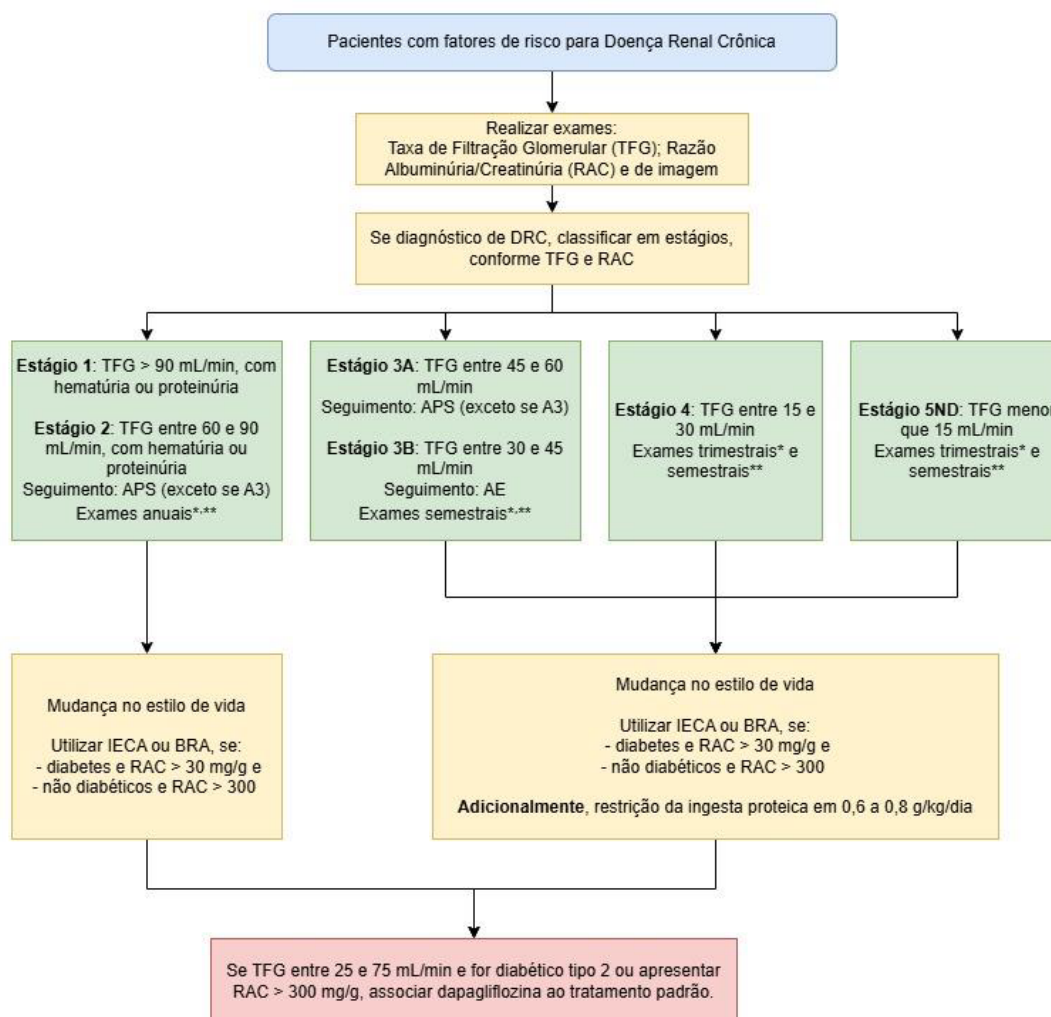 Pacientes com fatores de risco para Doença Renal Crônica
Realizar exames:
Taxa de Filtração Glomerular (TFG); Razão
Albuminúria/Creatinúria (RAC) e de imagem
Se diagnóstico de DRC, classificar em estágios,
conforme TFG e RAC
Estágio 1: TFG > 90 mL/min, com
hematúria ou proteinúria
Estágio 2: TFG entre 60 e 90
mL/min, com hematúria ou
proteinúria
Seguimento: APS (exceto se A3)
Exames anuais*,**
Estágio 3A: TFG entre 45 e 60
mL/min
Seguimento: APS (exceto se A3)
Estágio 3B: TFG entre 30 e 45
mL/min
Seguimento: AE
Exames semestrais*,**
Estágio 4: TFG entre 15 e
30 mL/min
Exames trimestrais* e
semestrais**
Estágio 5ND: TFG menor
que 15 mL/min
Exames trimestrais* e
semestrais**
Mudança no estilo de vida
Utilizar IECA ou BRA, se:
- diabetes e RAC > 30 mg/g e
- não diabéticos e RAC > 300
Mudança no estilo de vida
Utilizar IECA ou BRA, se:
- diabetes e RAC > 30 mg/g e
- não diabéticos e RAC > 300
Adicionalmente, restrição da ingesta proteica em 0,6 a 0,8 g/kg/dia
Se TFG entre 25 e 75 mL/min e for diabético tipo 2 ou apresentar
RAC > 300 mg/g, associar dapagliflozina ao tratamento padrão.